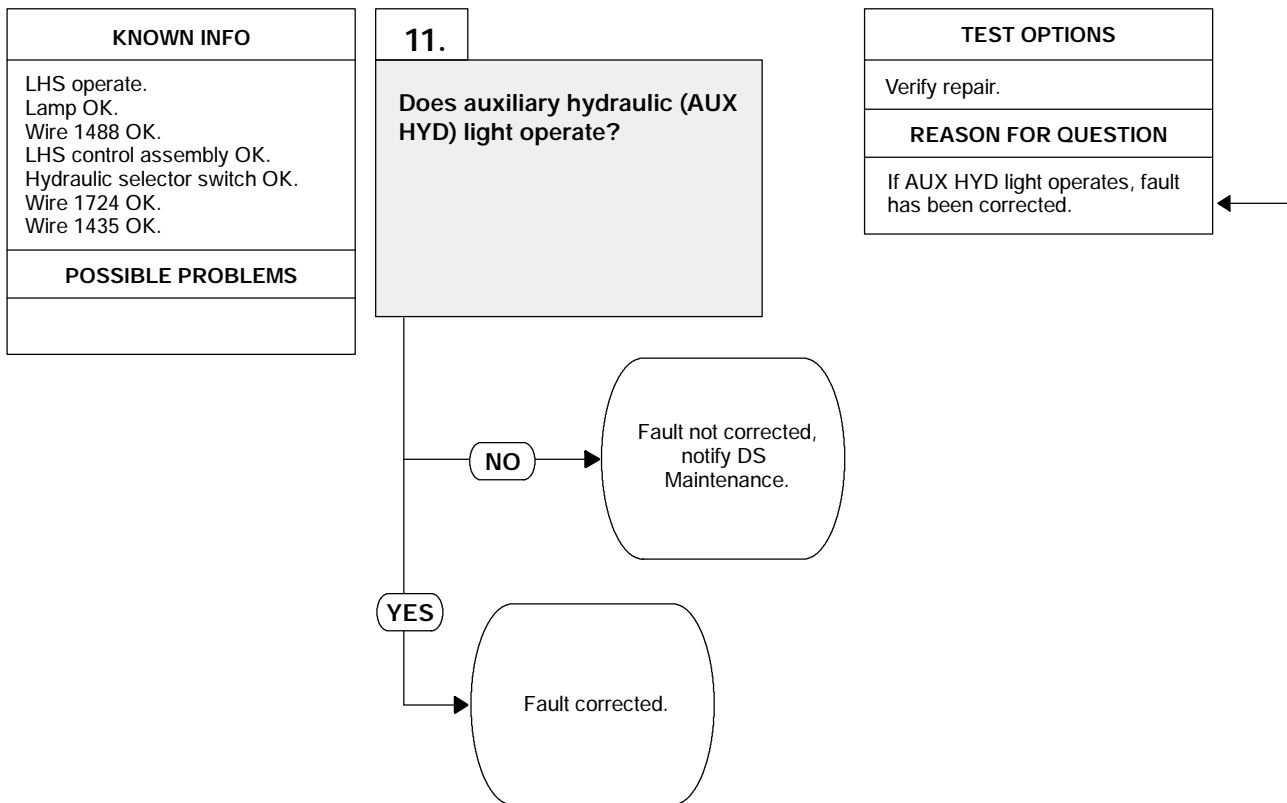 KNOWN INFO
LHS operate.
Lamp OK.
Wire 1488 OK.
LHS control assembly OK.
Hydraulic selector switch OK.
Wire 1724 OK.
Wire 1435 OK.
POSSIBLE PROBLEMS
11.
Does auxiliary hydraulic (AUX
HYD) light operate?
TEST OPTIONS
Verify repair.
REASON FOR QUESTION
If AUX HYD light operates, fault
has been corrected.
NO
Fault not corrected,
notify DS
Maintenance.
YES
Fault corrected.